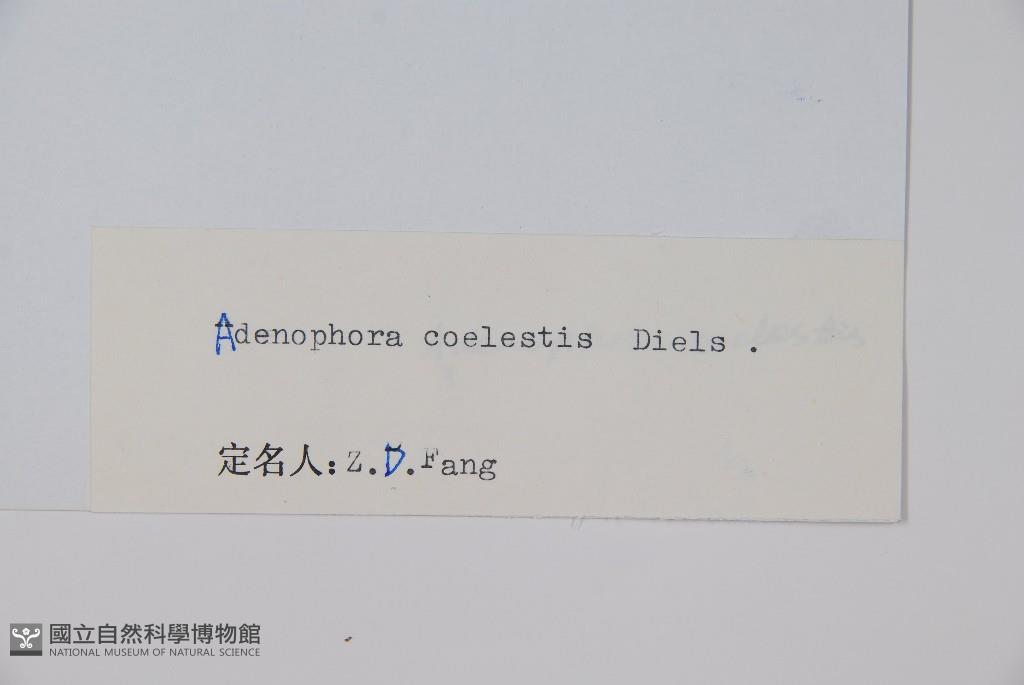 Adenophora coelestis Diels .
定名人: Z.D.Fang
國立自然科學博物館
NATIONAL MUSEUM OF NATURAL SCIENCE